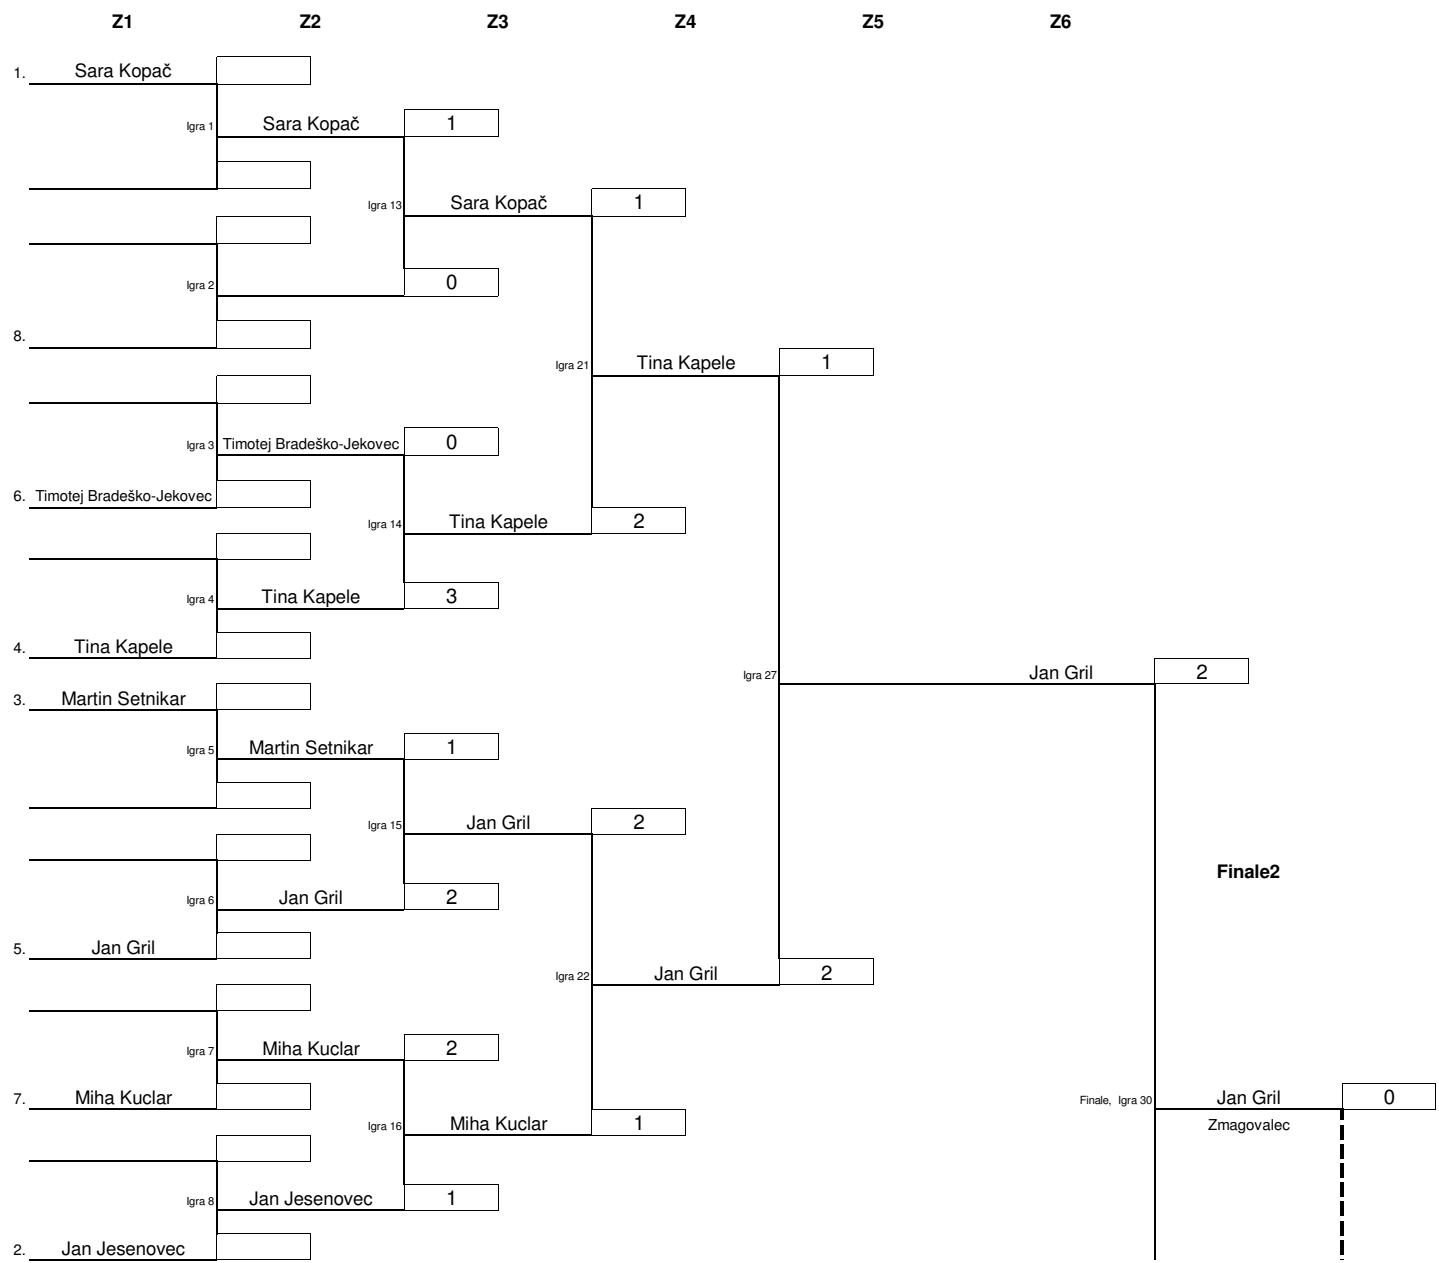 Z1 Z2 Z3 Z4 Z5 Z6
1. Sara Kopač
Igra 1 Sara Kopač 1
Igra 13 Sara Kopač 1
Igra 2 0
8.
Igra 21 Tina Kapele 1
Igra 3 Timotej Bradeško-Jekovec 0
6. Timotej Bradeško-Jekovec
Igra 14 Tina Kapele 2
Igra 4 Tina Kapele 3
4. Tina Kapele
Igra 27 Jan Gril 2
3. Martin Setnikar
Igra 5 Martin Setnikar 1
Igra 15 Jan Gril 2
Finale2
Igra 6 Jan Gril 2
5. Jan Gril
Igra 22 Jan Gril 2
Igra 7 Miha Kuclar 2
7. Miha Kuclar
Finale, Igra 30 Jan Gril 0
Zmagovalec
Igra 16 Miha Kuclar 1
Igra 8 Jan Jesenovec 1
2. Jan Jesenovec